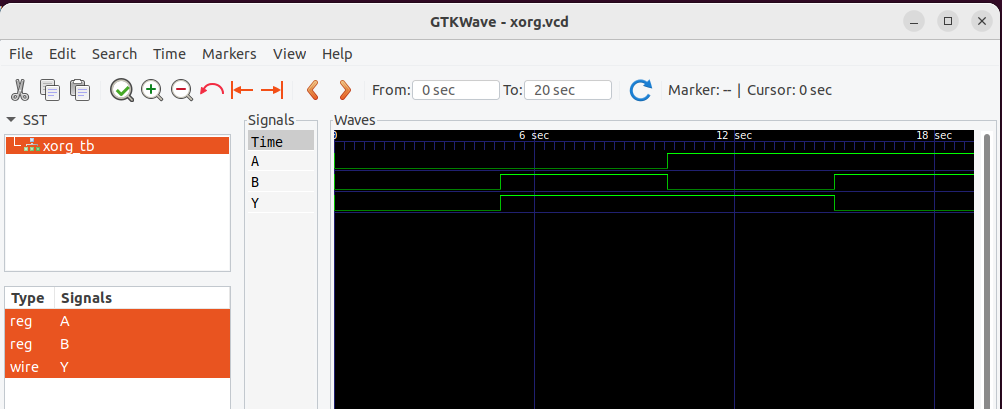 GTKWave - xorg.vcd
File Edit Search Time Markers View Help
From: 0 sec To: 20 sec Marker: -- | Cursor: 0 sec
SST
xorg_tb
Type Signals
reg A
reg B
wire Y
Signals
Time
A
B
Y
Waves
0 6 sec 12 sec 18 sec